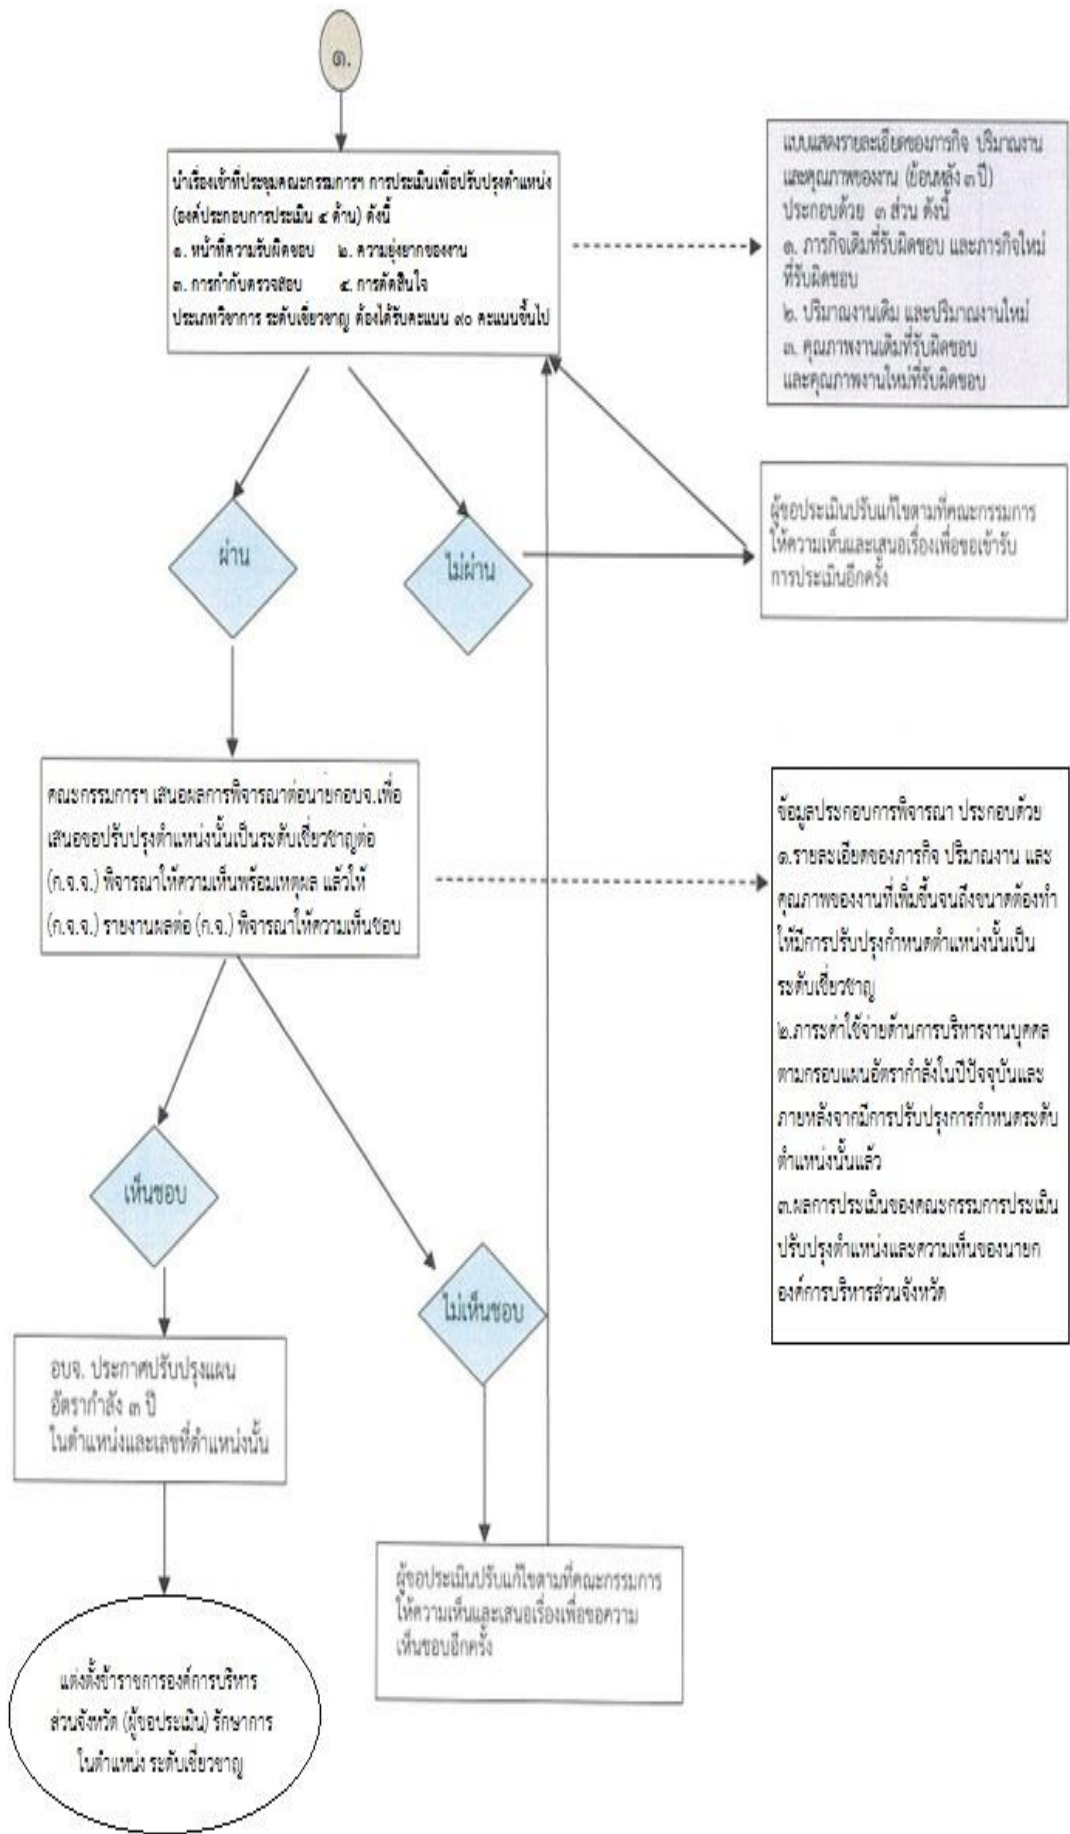 ๑.
นำเรื่องเข้าที่ประชุมคณะกรรมการฯ การประเมินเพื่อปรับปรุงตำแหน่ง
(องค์ประกอบการประเมิน ๔ ด้าน) ดังนี้
๑. หน้าที่ความรับผิดชอบ ๒. ความยุ่งยากของงาน
๓. การกำกับตรวจสอบ ๔. การตัดสินใจ
ประเภทวิชาการ ระดับเชี่ยวชาญ ต้องได้รับคะแนน ๙๐ คะแนนขึ้นไป
แบบแสดงรายละเอียดของภารกิจ ปริมาณงาน
และคุณภาพของงาน (ย้อนหลัง ๓ ปี)
ประกอบด้วย ๓ ส่วน ดังนี้
๑. ภารกิจเดิมที่รับผิดชอบ และภารกิจใหม่
ที่รับผิดชอบ
๒. ปริมาณงานเดิม และปริมาณงานใหม่
๓. คุณภาพงานเดิมที่รับผิดชอบ
และคุณภาพงานใหม่ที่รับผิดชอบ
ผ่าน
ไม่ผ่าน
ผู้ขอประเมินปรับแก้ไขตามที่คณะกรรมการ
ให้ความเห็นและเสนอเรื่องเพื่อขอเข้ารับ
การประเมินอีกครั้ง
คณะกรรมการฯ เสนอผลการพิจารณาต่อนายกอบจ.เพื่อ
เสนอขอปรับปรุงตำแหน่งนั้นเป็นระดับเชี่ยวชาญต่อ
(ก.จ.จ.) พิจารณาให้ความเห็นพร้อมเหตุผล แล้วให้
(ก.จ.จ.) รายงานผลต่อ (ก.จ.) พิจารณาให้ความเห็นชอบ
ข้อมูลประกอบการพิจารณา ประกอบด้วย
๑.รายละเอียดของภารกิจ ปริมาณงาน และ
คุณภาพของงานที่เพิ่มขึ้นจนถึงขนาดต้องทำ
ให้มีการปรับปรุงกำหนดตำแหน่งนั้นเป็น
ระดับเชี่ยวชาญ
๒.ภาระค่าใช้จ่ายด้านการบริหารงานบุคคล
ตามกรอบแผนอัตรากำลังในปีปัจจุบันและ
ภายหลังจากมีการปรับปรุงการกำหนดระดับ
ตำแหน่งนั้นแล้ว
๓.ผลการประเมินของคณะกรรมการประเมิน
ปรับปรุงตำแหน่งและความเห็นของนายก
องค์การบริหารส่วนจังหวัด
เห็นชอบ
ไม่เห็นชอบ
อบจ. ประกาศปรับปรุงแผน
อัตรากำลัง ๓ ปี
ในตำแหน่งและเลขที่ตำแหน่งนั้น
ผู้ขอประเมินปรับแก้ไขตามที่คณะกรรมการ
ให้ความเห็นและเสนอเรื่องเพื่อขอความ
เห็นชอบอีกครั้ง
แต่งตั้งข้าราชการองค์การบริหาร
ส่วนจังหวัด (ผู้ขอประเมิน) รักษาการ
ในตำแหน่ง ระดับเชี่ยวชาญ